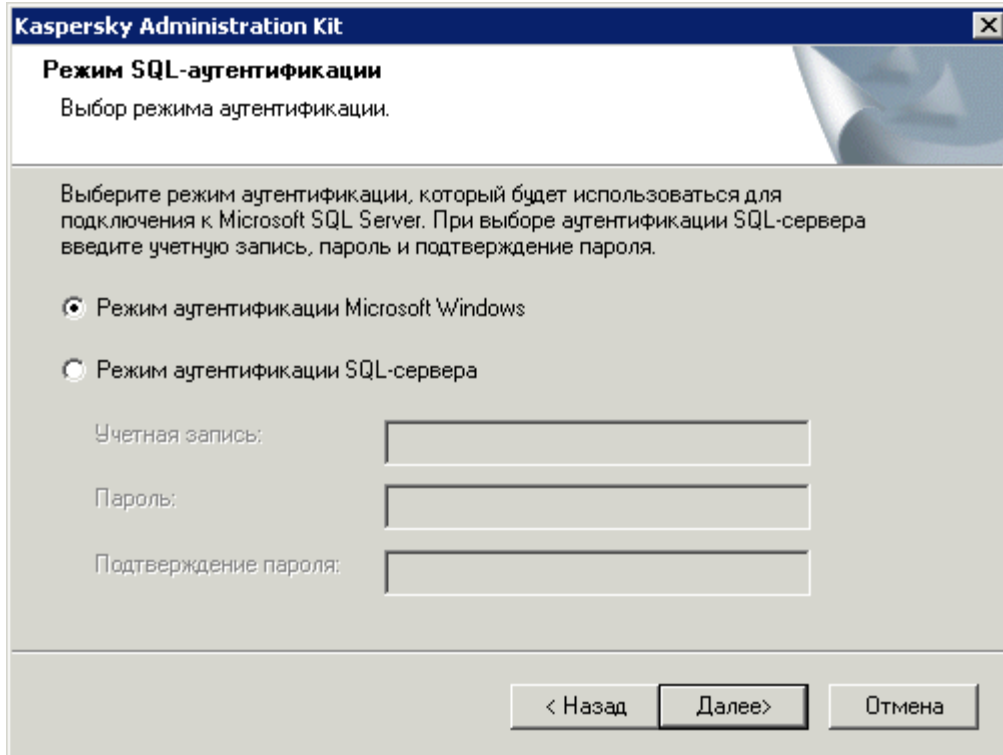 Kaspersky Administration Kit
Режим SQL-аутентификации
Выбор режима аутентификации.
Выберите режим аутентификации, который будет использоваться для
подключения к Microsoft SQL Server. При выборе аутентификации SQL-сервера
введите учетную запись, пароль и подтверждение пароля.
Режим аутентификации Microsoft Windows
Режим аутентификации SQL-сервера
Учетная запись:
Пароль:
Подтверждение пароля:
< Назад Далее> Отмена